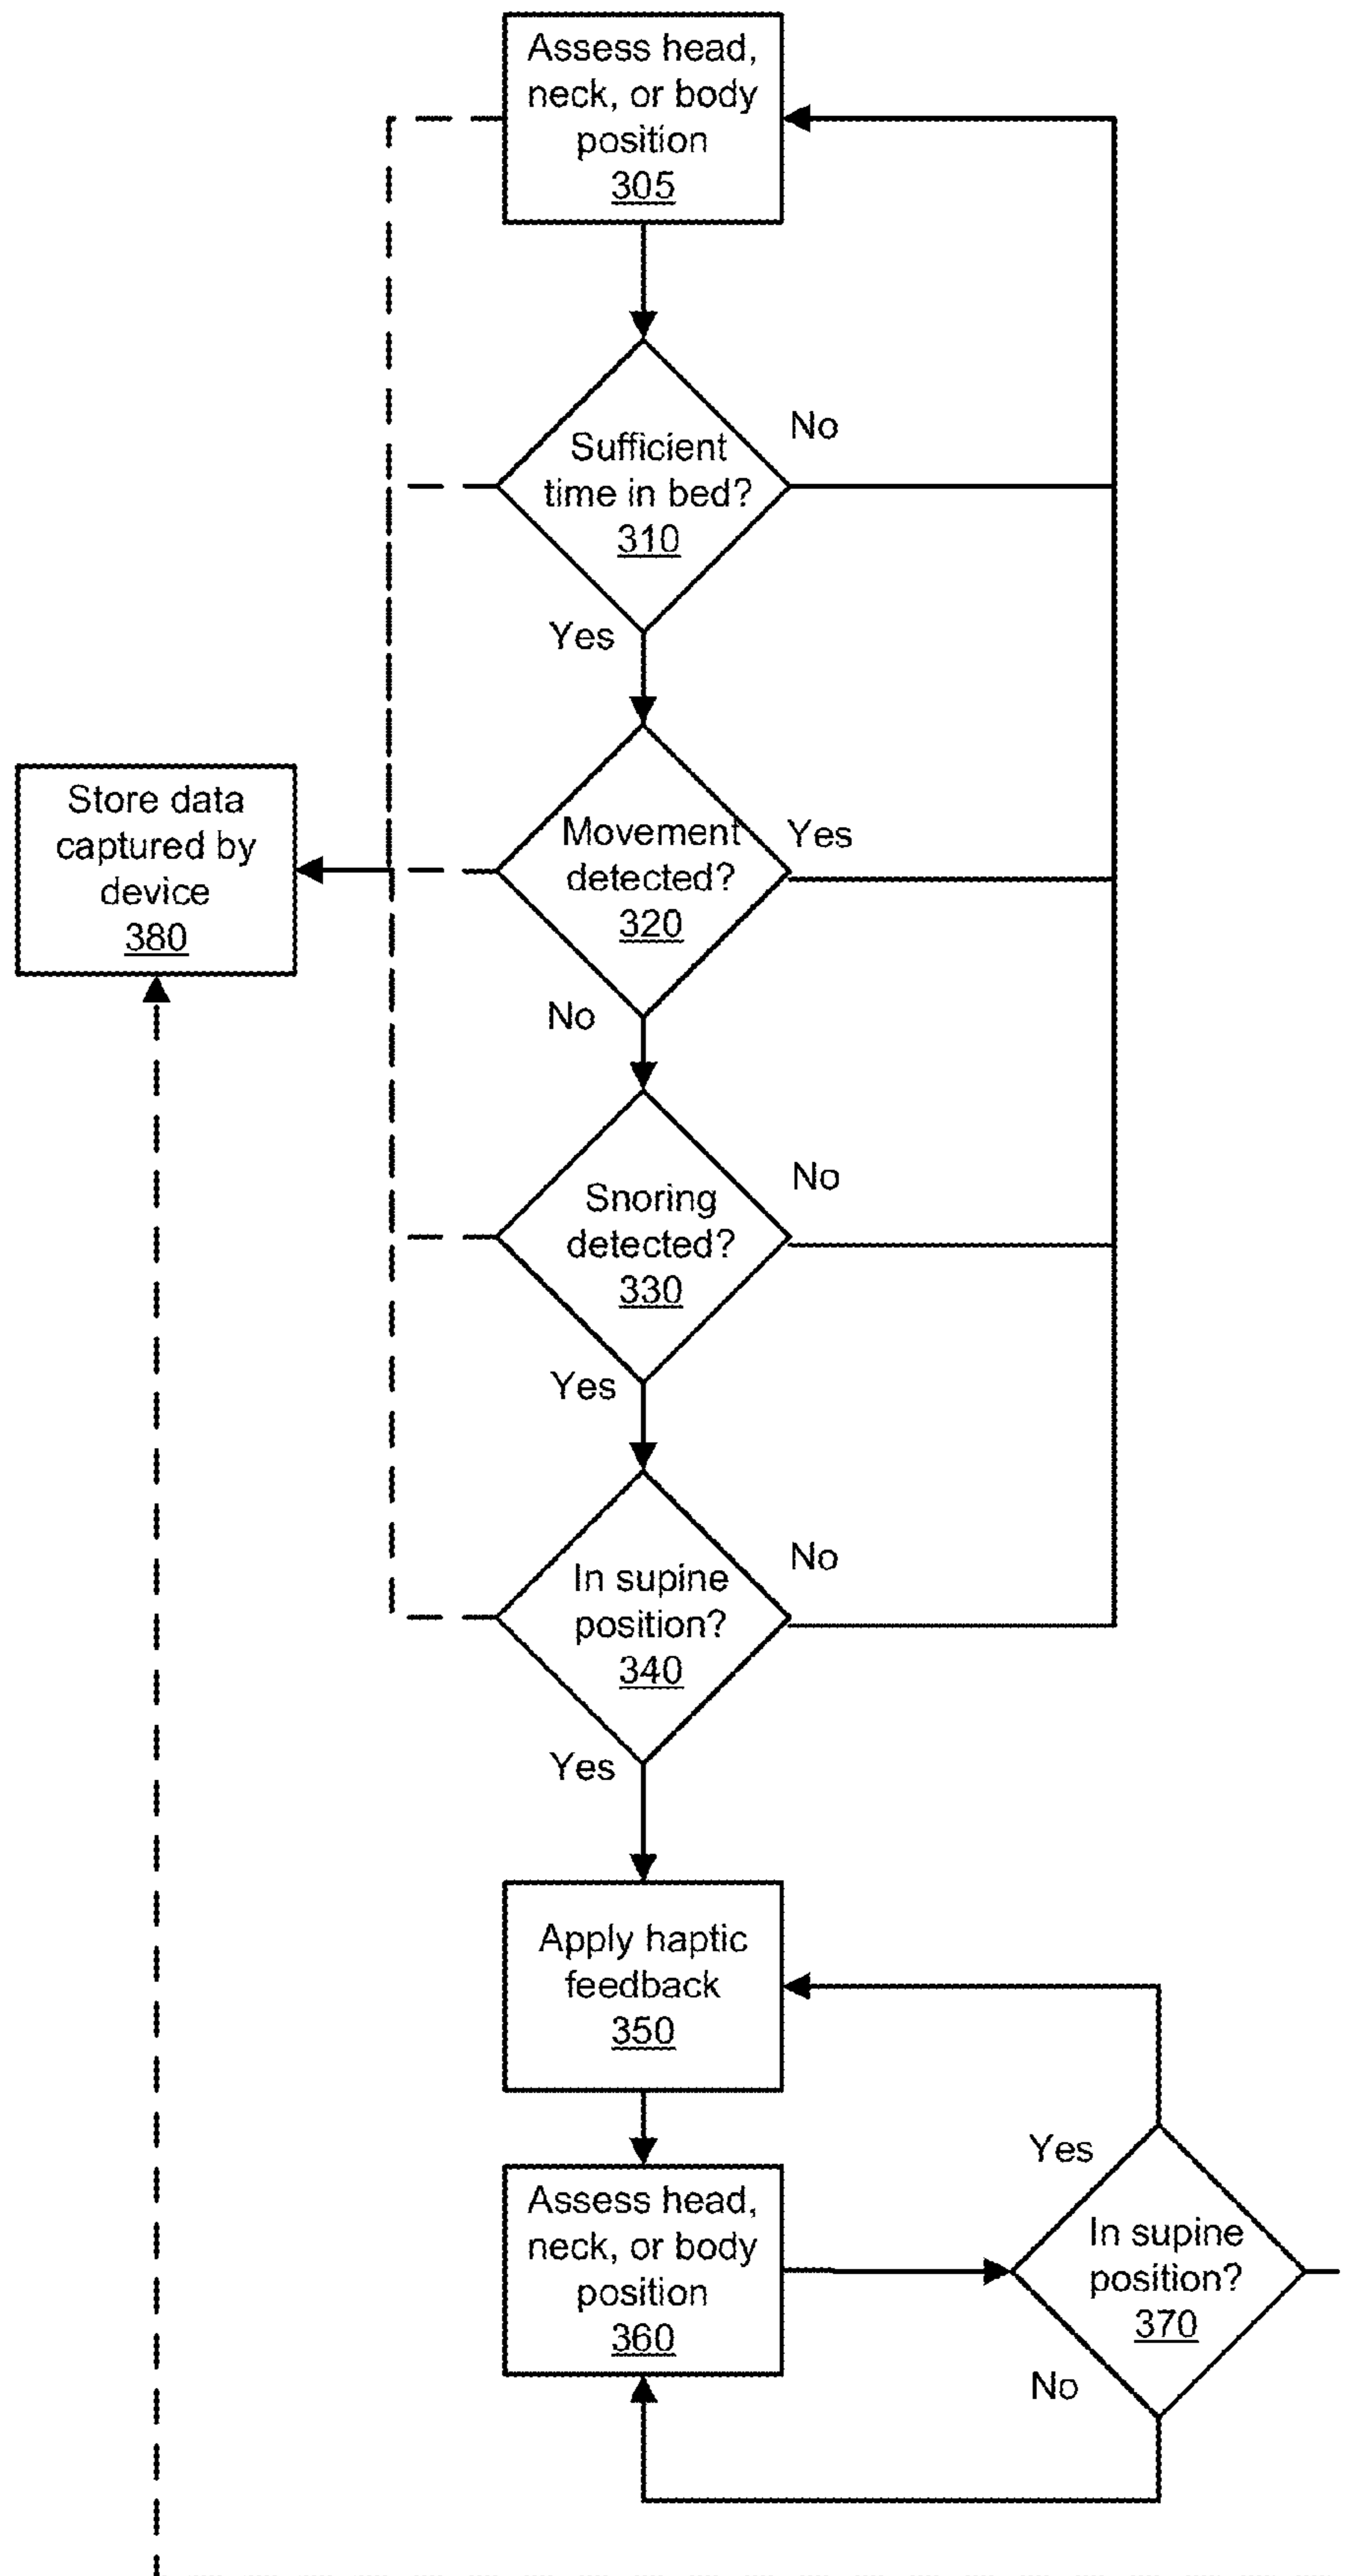 Assess head,
neck, or body
position
305
Sufficient
time in bed?
310
No
Yes
Movement
detected?
320
Yes
No
Store data
captured by
device
380
Snoring
detected?
330
No
Yes
In supine
position?
340
No
Yes
Apply haptic
feedback
350
Assess head,
neck, or body
position
360
Yes
In supine
position?
370
No